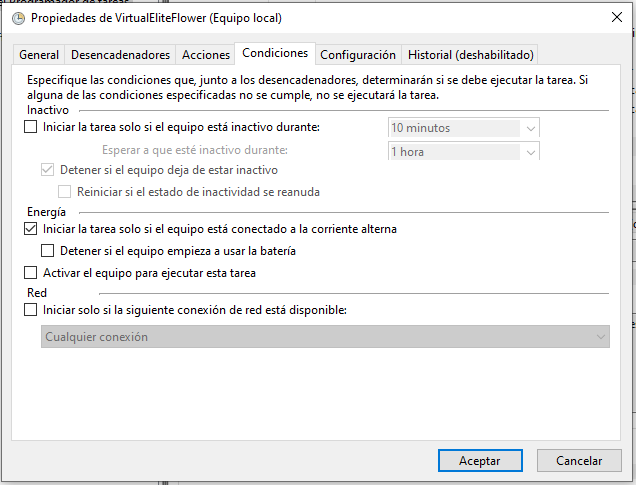 Propiedades de VirtualEliteFlower (Equipo local)
General
Desencadenadores
Acciones
Condiciones
Configuración
Historial (deshabilitado)
Especifique las condiciones que, junto a los desencadenadores, determinarán si se debe ejecutar la tarea. Si
alguna de las condiciones especificadas no se cumple, no se ejecutará la tarea.
Inactivo
Iniciar la tarea solo si el equipo está inactivo durante:
10 minutos
Esperar a que esté inactivo durante:
1 hora
Detener si el equipo deja de estar inactivo
Reiniciar si el estado de inactividad se reanuda
Energía
Iniciar la tarea solo si el equipo está conectado a la corriente alterna
Detener si el equipo empieza a usar la batería
Activar el equipo para ejecutar esta tarea
Red
Iniciar solo si la siguiente conexión de red está disponible:
Cualquier conexión
Aceptar
Cancelar